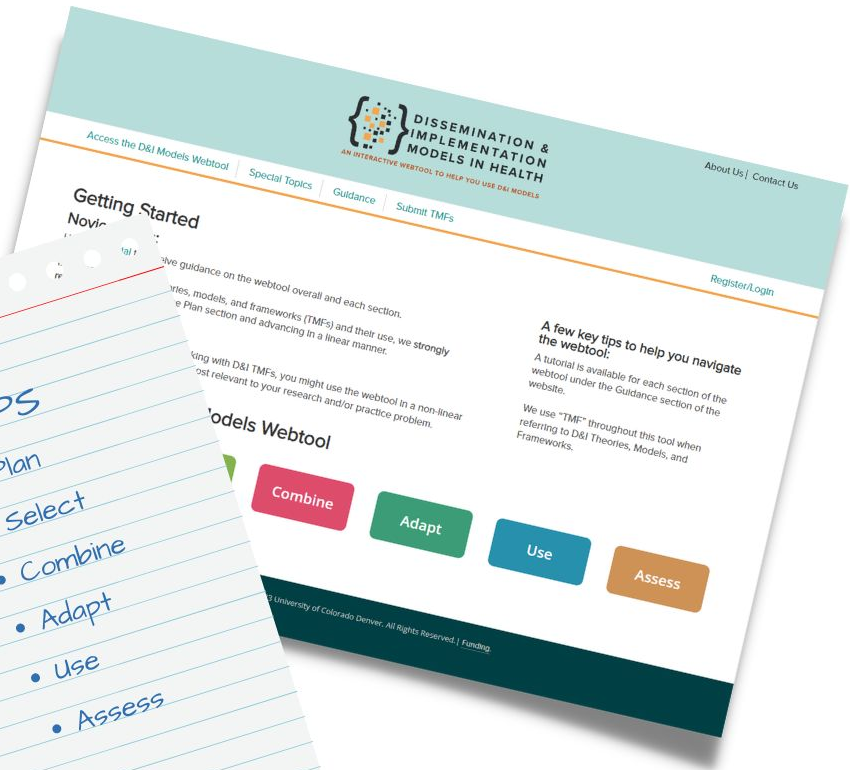 DISSEMINATION &
IMPLEMENTATION
MODELS IN HEALTH
AN INTERACTIVE WEBTOOL TO HELP YOU USE D&I MODELS
About Us | Contact Us
Access the D&I Models Webtool
Special Topics
Guidance
Submit TMFs
Register/Login
Getting Started
guidance on the webtool overall and each section.
models, and frameworks (TMFs) and their use, we strongly
Plan section and advancing in a linear manner.
with D&I TMFs, you might use the webtool in a non-linear
relevant to your research and/or practice problem.
Webtool
A few key tips to help you navigate
the webtool:
A tutorial is available for each section of the
webtool under the Guidance section of the
website.
We use "TMF" throughout this tool when
referring to D&I Theories, Models, and
Frameworks.
Combine
Adapt
Use
Assess
University of Colorado Denver. All Rights Reserved. | Funding.
Plan
Select
• Combine
• Adapt
• Use
• Assess